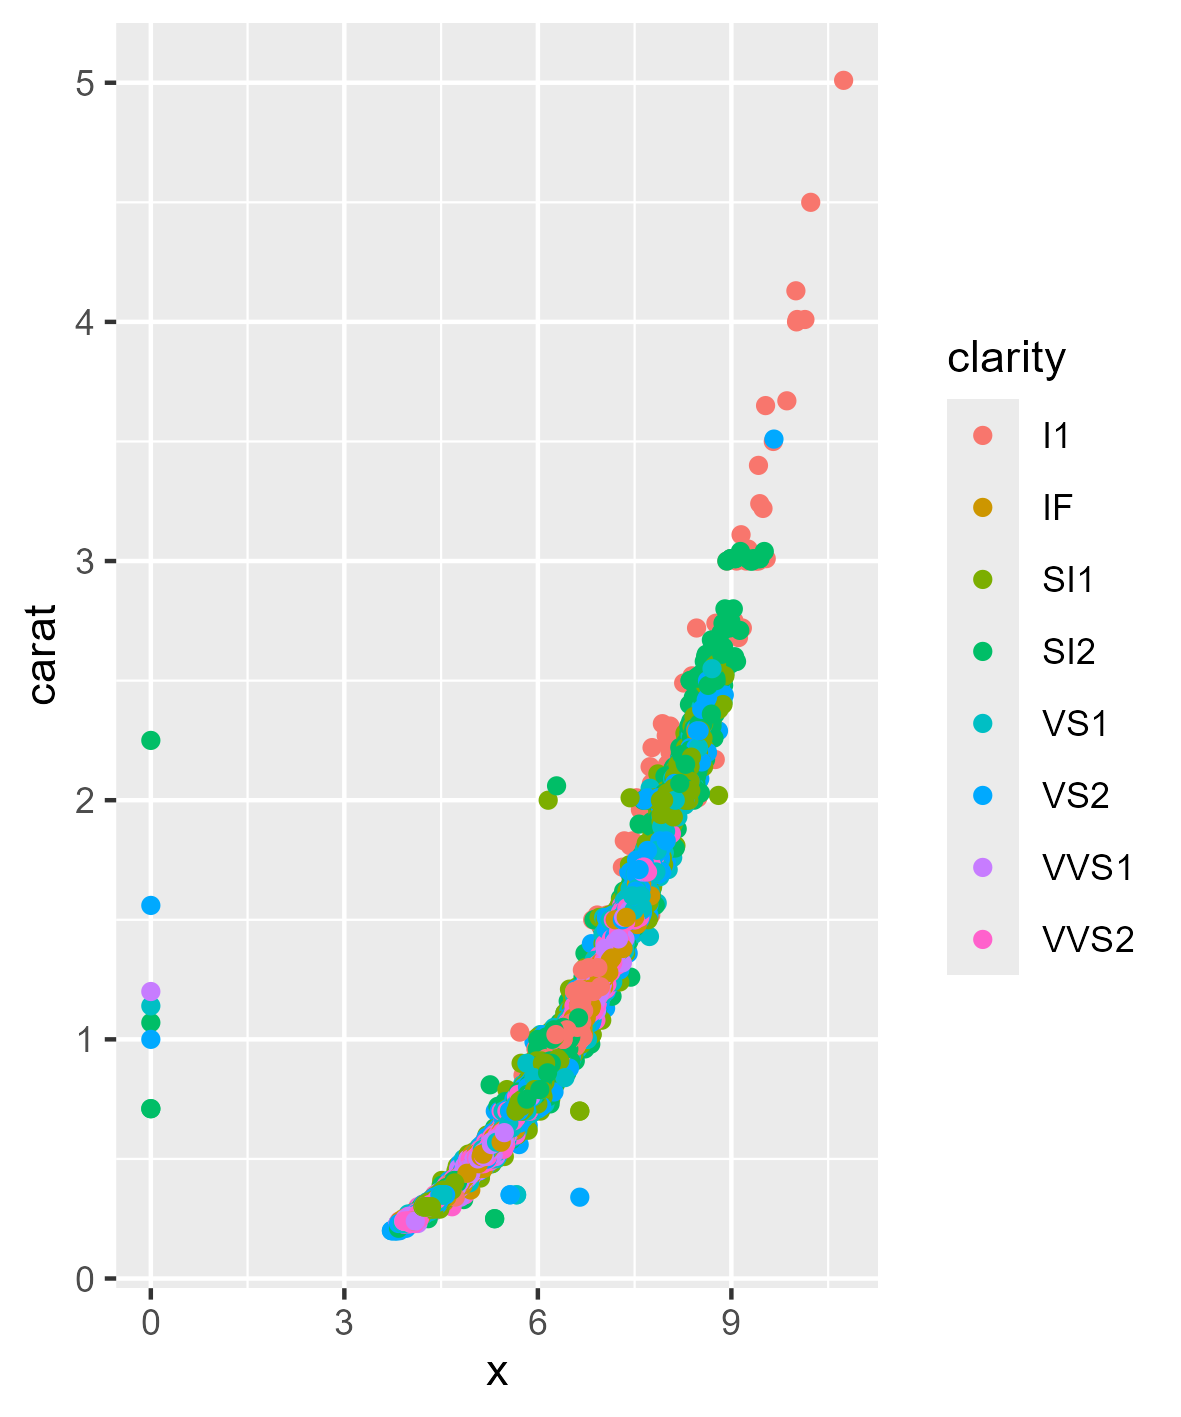 5
4
3
2
1
0
carat
0 3 6 9
x
clarity
I1
IF
SI1
SI2
VS1
VS2
VVS1
VVS2